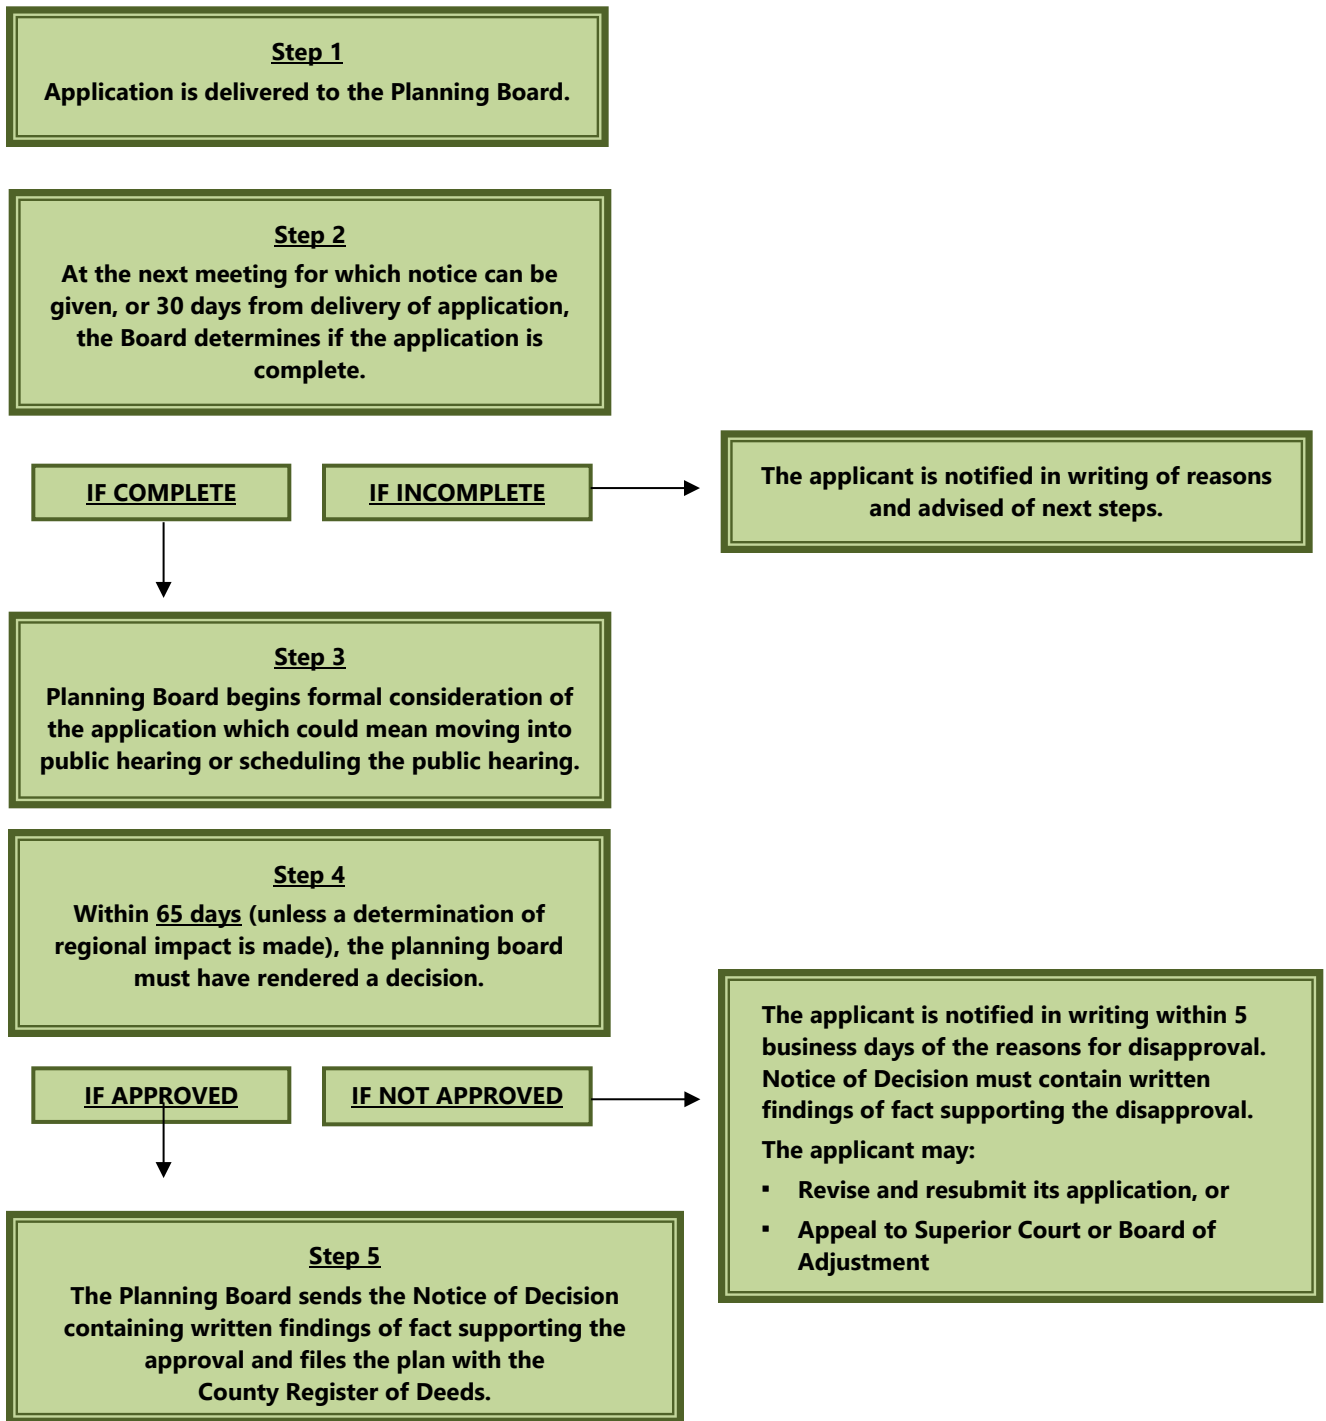 Step 1
Application is delivered to the Planning Board.
Step 2
At the next meeting for which notice can be
given, or 30 days from delivery of application,
the Board determines if the application is
complete.
IF COMPLETE
IF INCOMPLETE
The applicant is notified in writing of reasons
and advised of next steps.
Step 3
Planning Board begins formal consideration of
the application which could mean moving into
public hearing or scheduling the public hearing.
Step 4
Within 65 days (unless a determination of
regional impact is made), the planning board
must have rendered a decision.
IF APPROVED
IF NOT APPROVED
The applicant is notified in writing within 5
business days of the reasons for disapproval.
Notice of Decision must contain written
findings of fact supporting the disapproval.
The applicant may:
▪ Revise and resubmit its application, or
▪ Appeal to Superior Court or Board of
Adjustment
Step 5
The Planning Board sends the Notice of Decision
containing written findings of fact supporting the
approval and files the plan with the
County Register of Deeds.